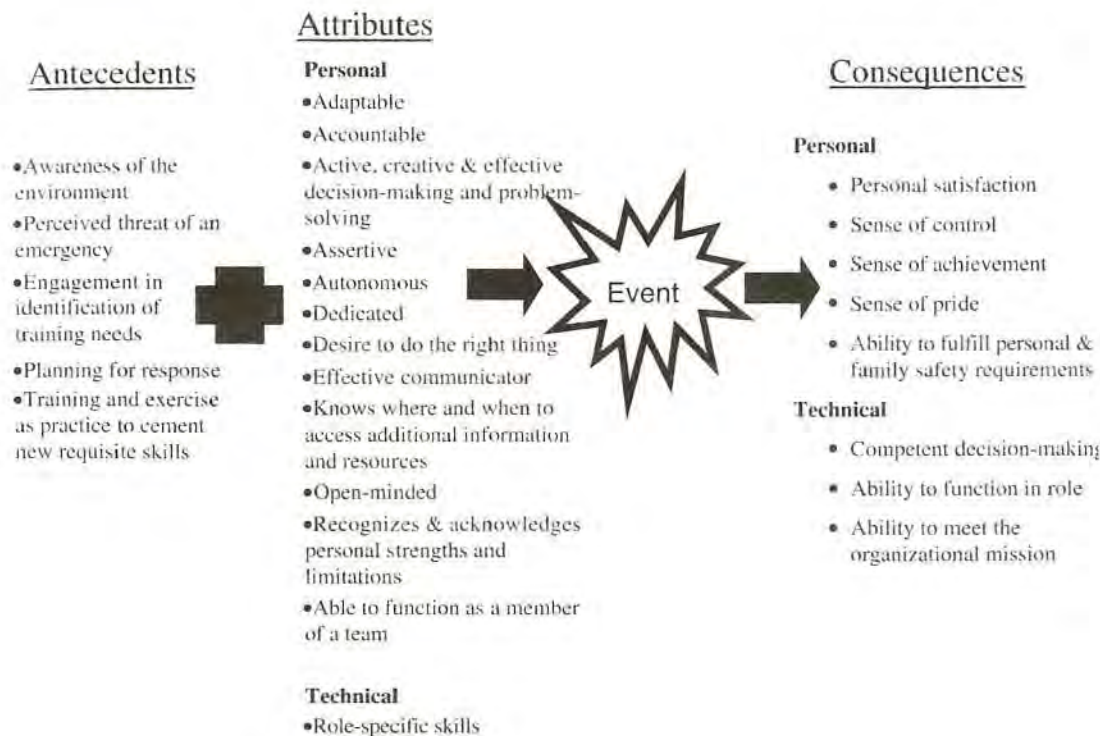 Antecedents
•Awareness of the
environment
•Perceived threat of an
emergency
•Engagement in
identification of
training needs
•Planning for response
•Training and exercise
as practice to cement
new requisite skills
Attributes
Personal
•Adaptable
•Accountable
•Active, creative & effective
decision-making and problem-
solving
•Assertive
•Autonomous
•Dedicated
•Desire to do the right thing
•Effective communicator
•Knows where and when to
access additional information
and resources
•Open-minded
•Recognizes & acknowledges
personal strengths and
limitations
•Able to function as a member
of a team
Technical
•Role-specific skills
Event
Consequences
Personal
• Personal satisfaction
• Sense of control
• Sense of achievement
• Sense of pride
• Ability to fulfill personal &
family safety requirements
Technical
• Competent decision-making
• Ability to function in role
• Ability to meet the
organizational mission